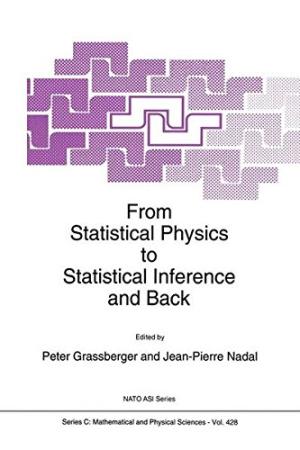 From
Statistical Physics
to
Statistical Inference
and Back
Edited by
Peter Grassberger and Jean-Pierre Nadal
NATO ASI Series
Series C: Mathematical and Physical Sciences - Vol. 428